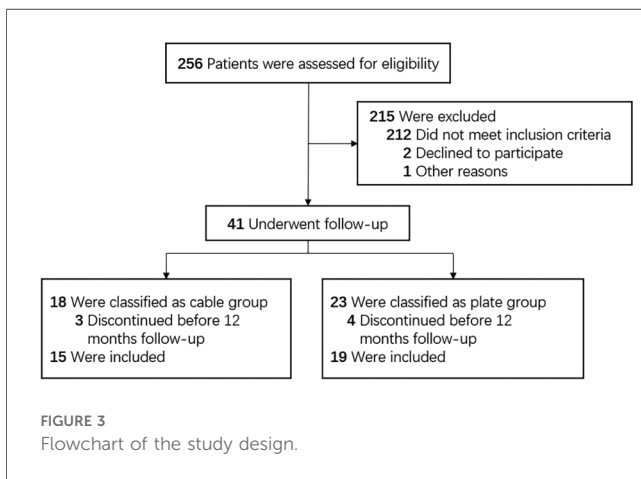 256 Patients were assessed for eligibility
215 Were excluded
212 Did not meet inclusion criteria
2 Declined to participate
1 Other reasons
41 Underwent follow-up
18 Were classified as cable group
3 Discontinued before 12
months follow-up
15 Were included
23 Were classified as plate group
4 Discontinued before 12
months follow-up
19 Were included
FIGURE 3
Flowchart of the study design.